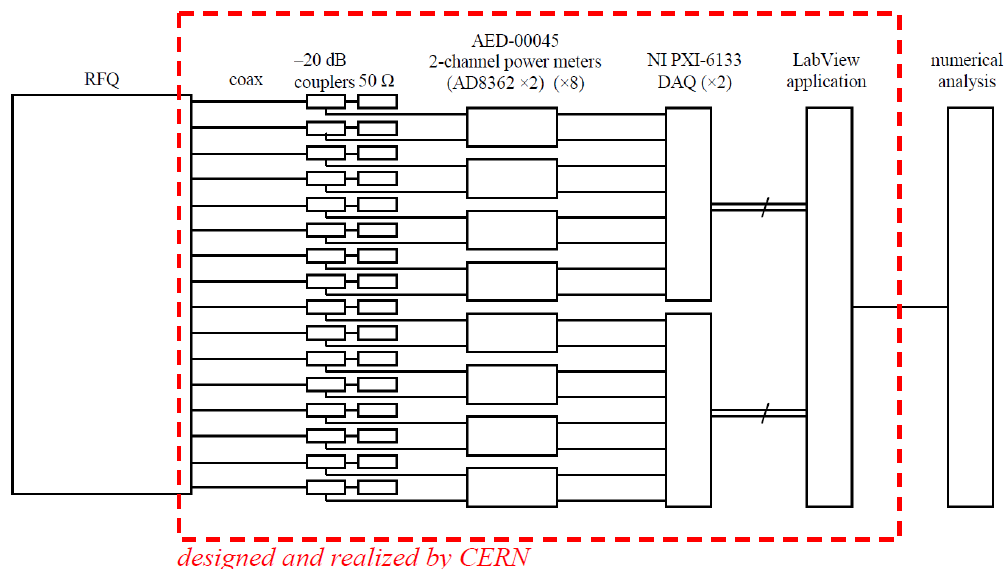 RFQ
coax
–20 dB
couplers
50 Ω
AED-00045
2-channel power meters
(AD8362 ×2)  (×8)
NI PXI-6133
DAQ (×2)
LabView
application
numerical
analysis
designed and realized by CERN